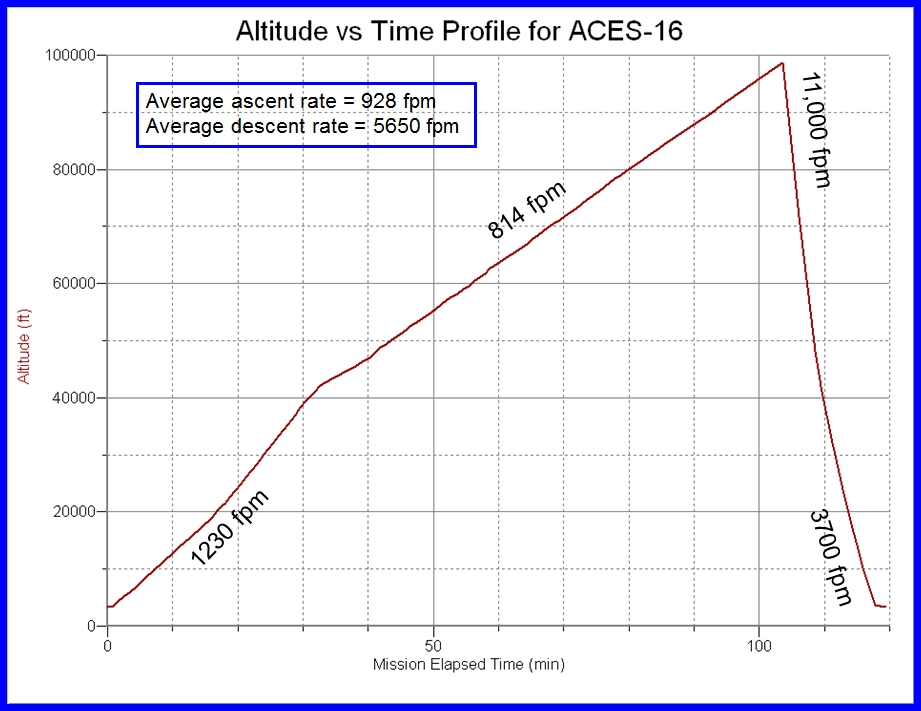 Altitude vs Time Profile for ACES-16
Average ascent rate = 928 fpm
Average descent rate = 5650 fpm
100000
80000
60000
40000
20000
0
Altitude (ft)
1230 fpm
814 fpm
11,000 fpm
3700 fpm
0
50
100
Mission Elapsed Time (min)